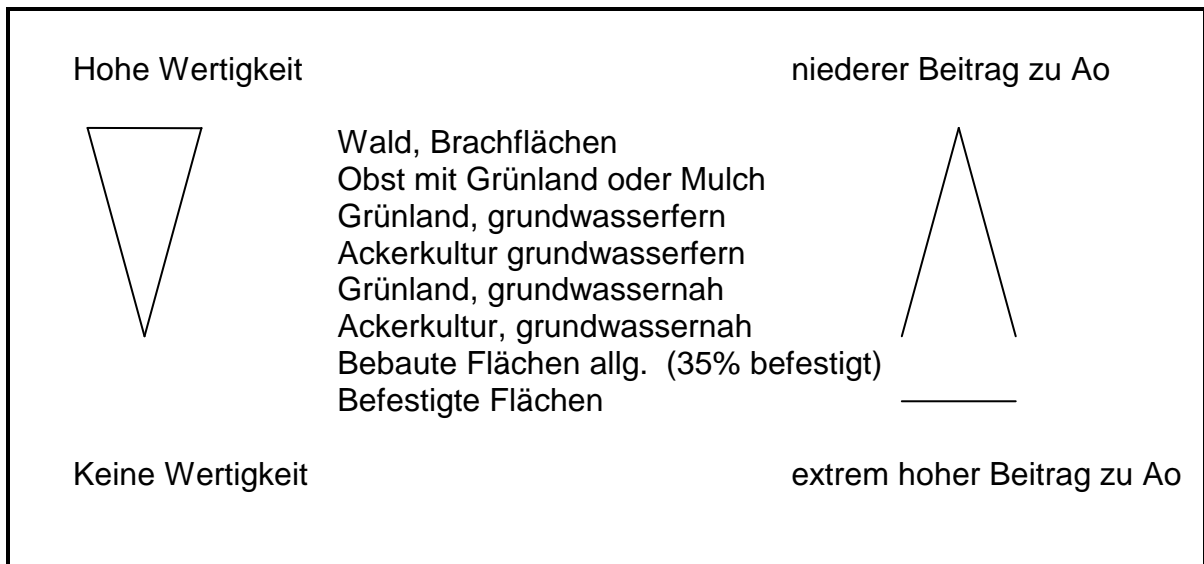 Hohe Wertigkeit niederer Beitrag zu Ao
Wald, Brachflächen
Obst mit Grünland oder Mulch
Grünland, grundwasserfern
Ackerkultur grundwasserfern
Grünland, grundwassernah
Ackerkultur, grundwassernah
Bebaute Flächen allg. (35% befestigt)
Befestigte Flächen
Keine Wertigkeit extrem hoher Beitrag zu Ao